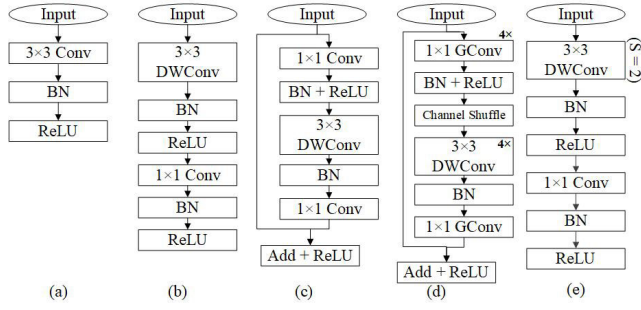 Input
3×3 Conv
BN
ReLU
(a)
Input
3×3
DWConv
BN
ReLU
1×1 Conv
BN
ReLU
(b)
Input
1×1 Conv
BN + ReLU
3×3
DWConv
BN
1×1 Conv
Add + ReLU
(c)
Input
4×
1×1 GConv
BN + ReLU
Channel Shuffle
3×3
4×
DWConv
BN
1×1 GConv
Add + ReLU
(d)
Input
3×3
DWConv
(S = 2)
BN
ReLU
1×1 Conv
BN
ReLU
(e)